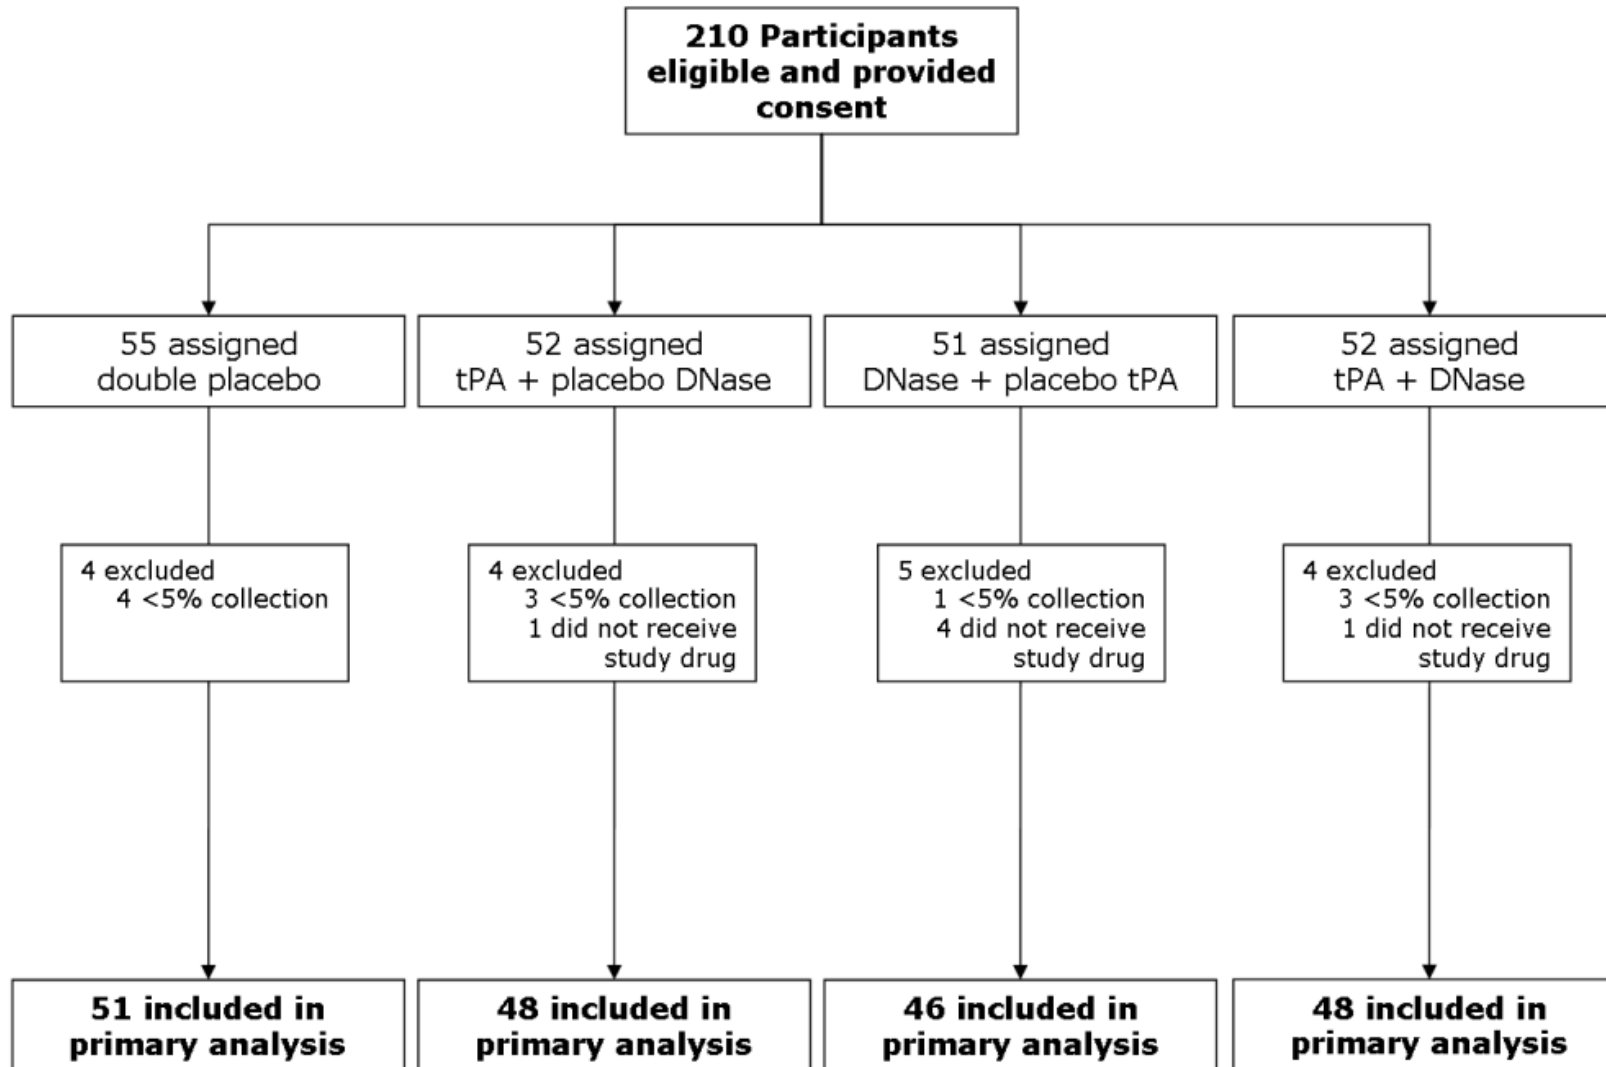 210 Participants
eligible and provided
consent
55 assigned
double placebo
52 assigned
tPA + placebo DNase
51 assigned
DNase + placebo tPA
52 assigned
tPA + DNase
4 excluded
4 <5% collection
4 excluded
3 <5% collection
1 did not receive
study drug
5 excluded
1 <5% collection
4 did not receive
study drug
4 excluded
3 <5% collection
1 did not receive
study drug
51 included in
primary analysis
48 included in
primary analysis
46 included in
primary analysis
48 included in
primary analysis